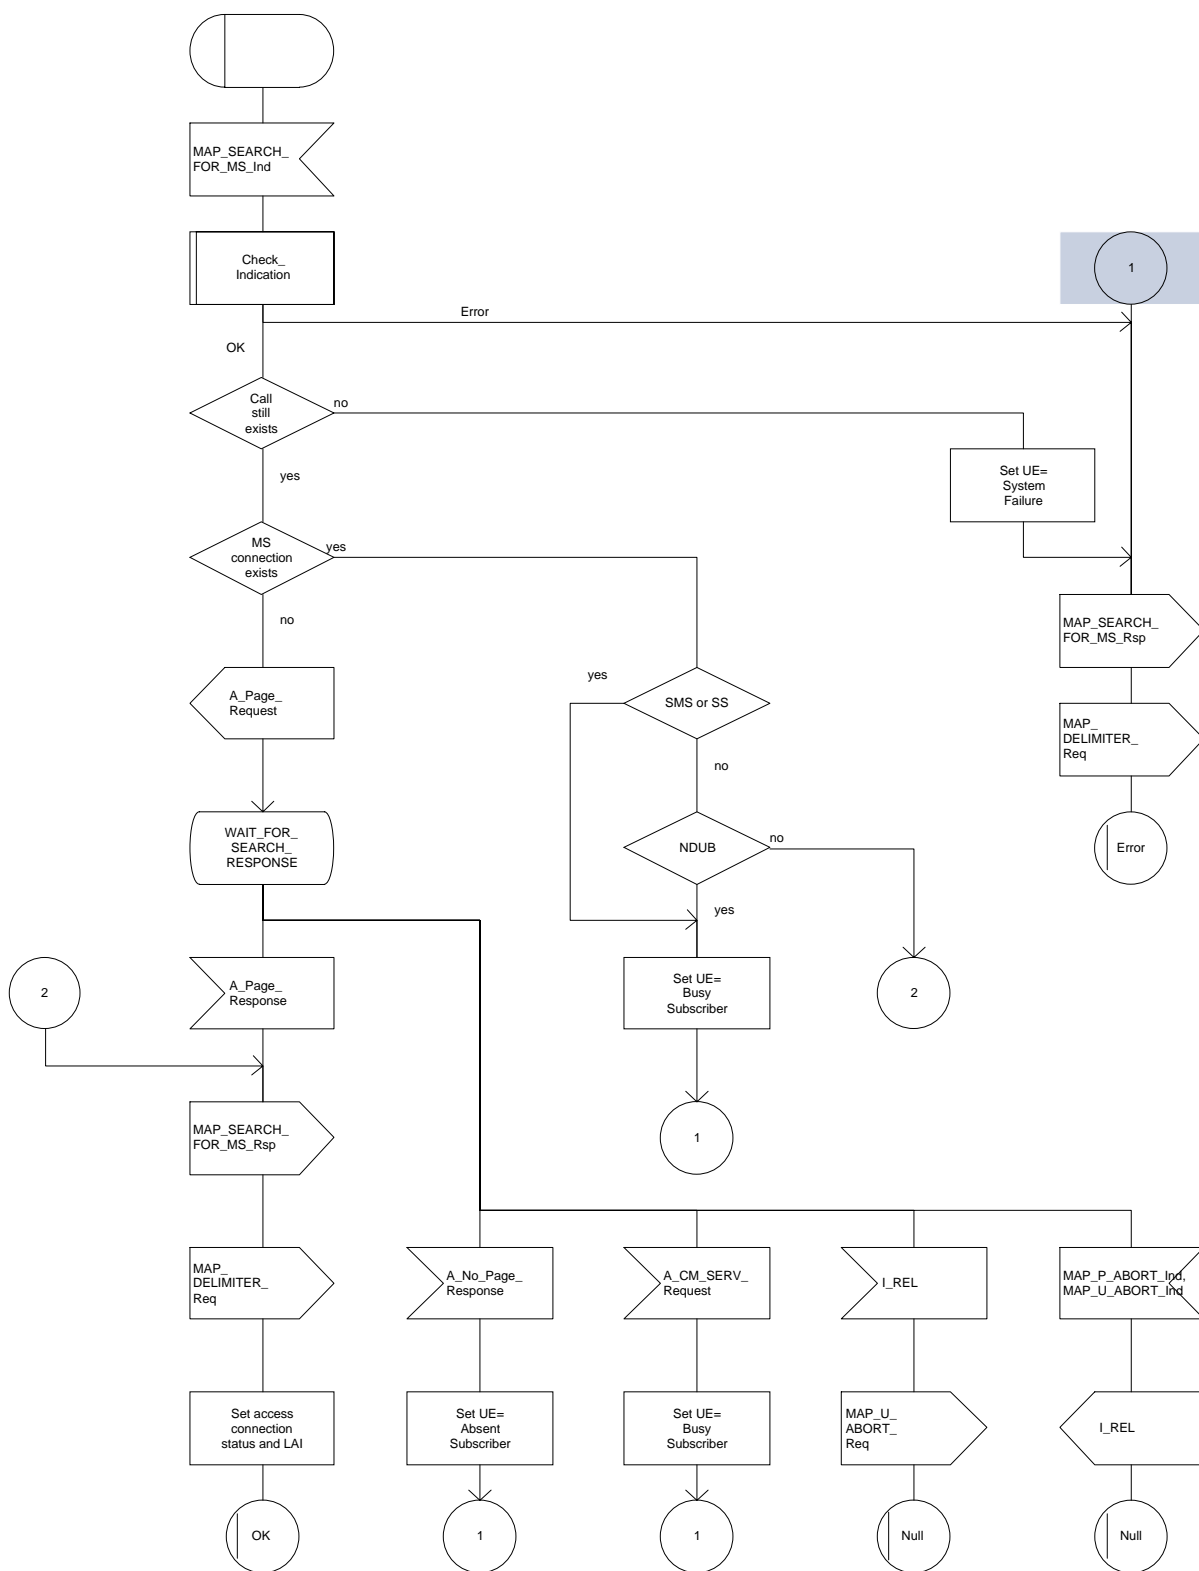 MAP_SEARCH_
FOR_MS_Ind
Check_
Indication
1
Error
OK
Call
still
exists
no
yes
Set UE=
System
Failure
MS
connection
exists
yes
no
MAP_SEARCH_
FOR_MS_Rsp
A_Page_
Request
yes
SMS or SS
no
MAP_
DELIMITER_
Req
WAIT_FOR_
SEARCH_
RESPONSE
NDUB
no
yes
Error
2
A_Page_
Response
Set UE=
Busy
Subscriber
2
MAP_SEARCH_
FOR_MS_Rsp
1
MAP_
DELIMITER_
Req
A_No_Page_
Response
A_CM_SERV_
Request
I_REL
MAP_P_ABORT_Ind,
MAP_U_ABORT_Ind
Set access
connection
status and LAI
Set UE=
Absent
Subscriber
Set UE=
Busy
Subscriber
MAP_U_
ABORT_
Req
I_REL
OK
1
1
Null
Null